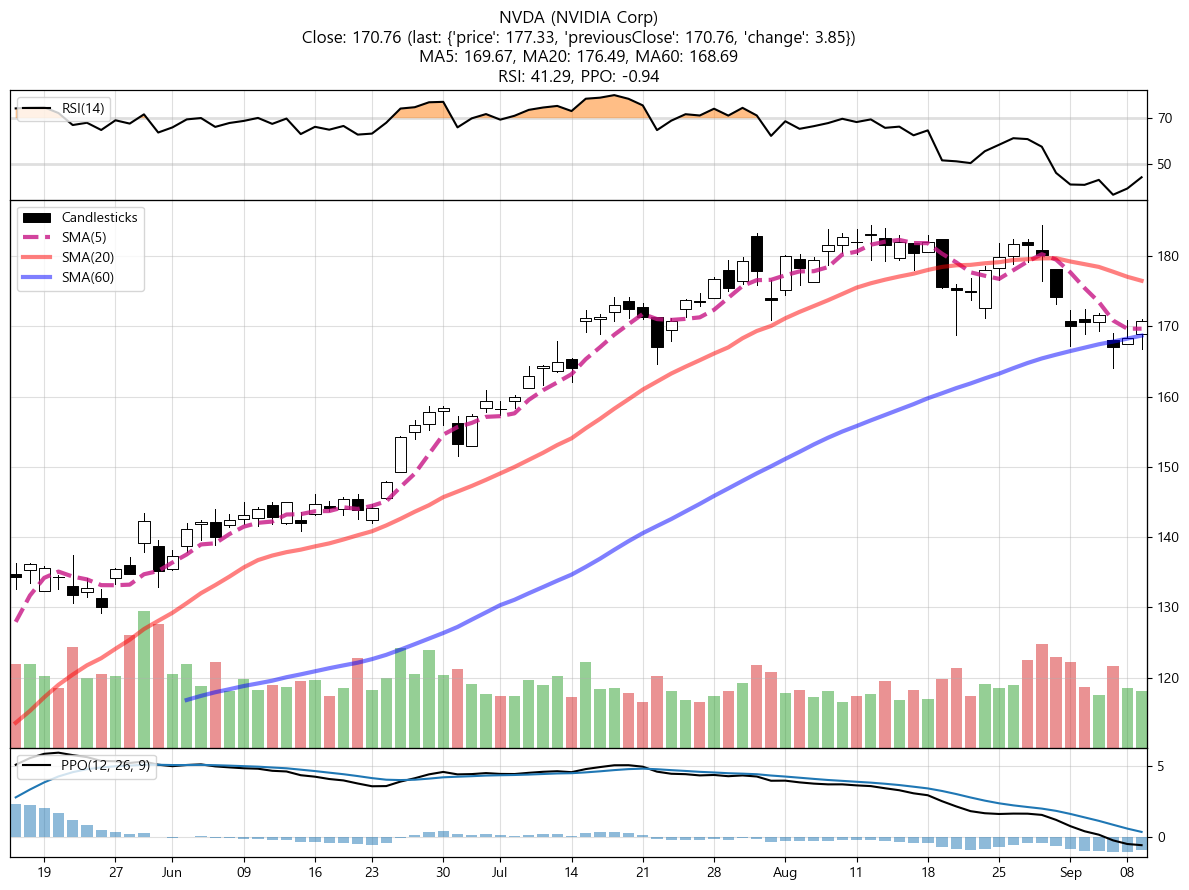 NVDA (NVIDIA Corp)
Close: 170.76 (last: {'price': 177.33, 'previousClose': 170.76, 'change': 3.85})
MA5: 169.67, MA20: 176.49, MA60: 168.69
RSI: 41.29, PPO: -0.94
RSI(14)
70
50
Candlesticks
SMA(5)
SMA(20)
SMA(60)
180
170
160
150
140
130
120
PPO(12, 26, 9)
5
0
19 27 Jun 09 16 23 30 Jul 14 21 28 Aug 11 18 25 Sep 08